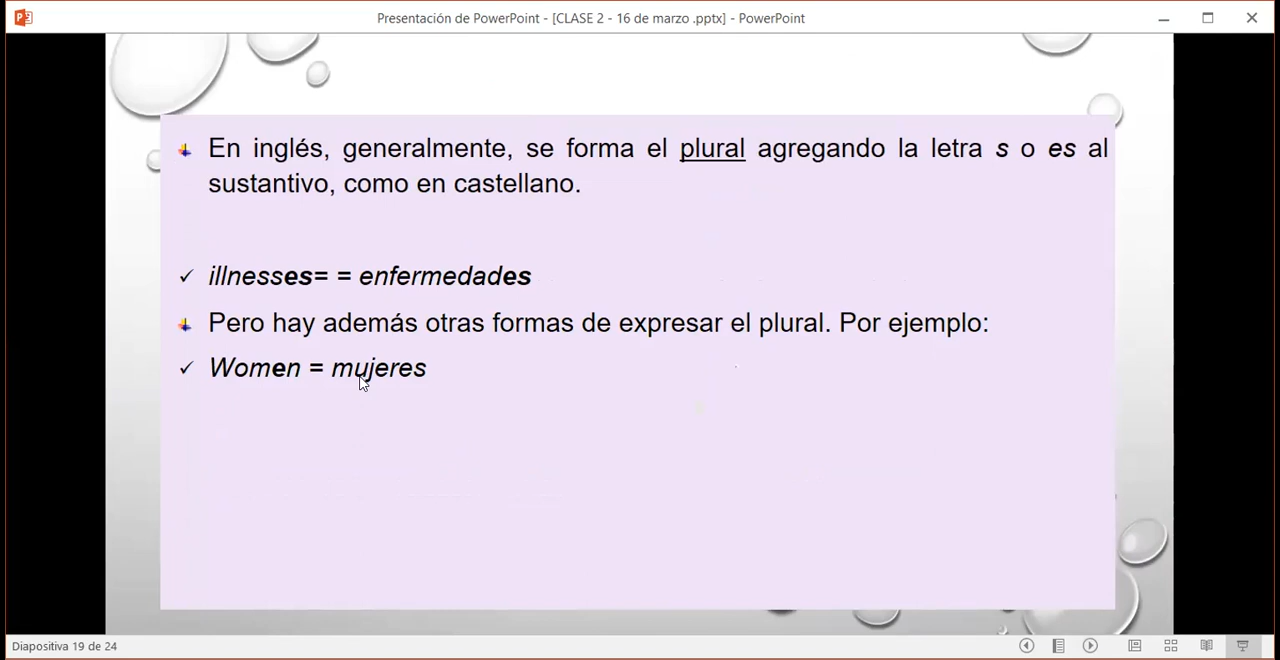 Presentación de PowerPoint - [CLASE 2 - 16 de marzo .pptx] - PowerPoint
En inglés, generalmente, se forma el plural agregando la letra s o es al
sustantivo, como en castellano.
illnesses= = enfermedades
Pero hay además otras formas de expresar el plural. Por ejemplo:
Women = mujeres
Diapositiva 19 de 24